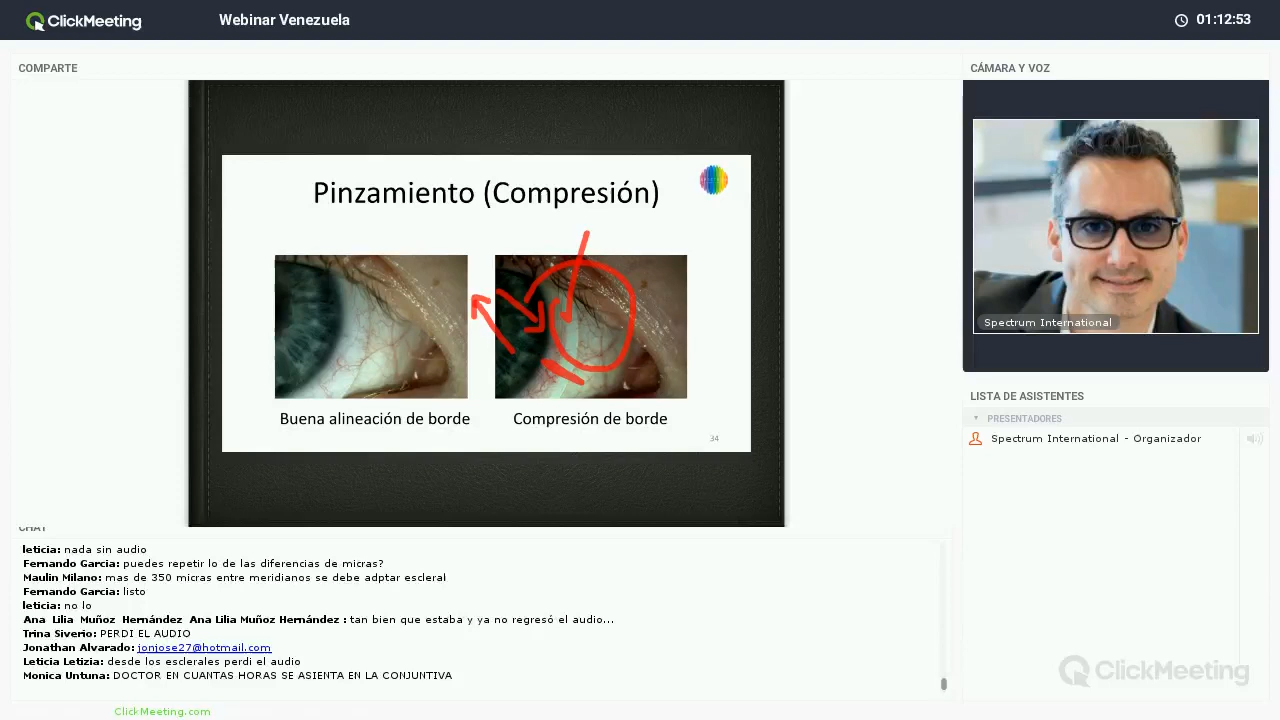 ClickMeeting
Webinar Venezuela
01:12:53
COMPARTE
Pinzamiento (Compresión)
Buena alineación de borde
Compresión de borde
34
CÁMARA Y VOZ
Spectrum International
LISTA DE ASISTENTES
PRESENTADORES
Spectrum International - Organizador
CHAT
leticia: nada sin audio
Fernando Garcia: puedes repetir lo de las diferencias de micras?
Maulin Milano: mas de 350 micras entre meridianos se debe adptar escleral
Fernando Garcia: listo
leticia: no lo
Ana Lilia Muñoz Hernández Ana Lilia Muñoz Hernández : tan bien que estaba y ya no regresó el audio...
Trina Siverio: PERDI EL AUDIO
Jonathan Alvarado: jonjose27@hotmail.com
Leticia Letizia: desde los esclerales perdi el audio
Monica Untuna: DOCTOR EN CUANTAS HORAS SE ASIENTA EN LA CONJUNTIVA
ClickMeeting
ClickMeeting.com